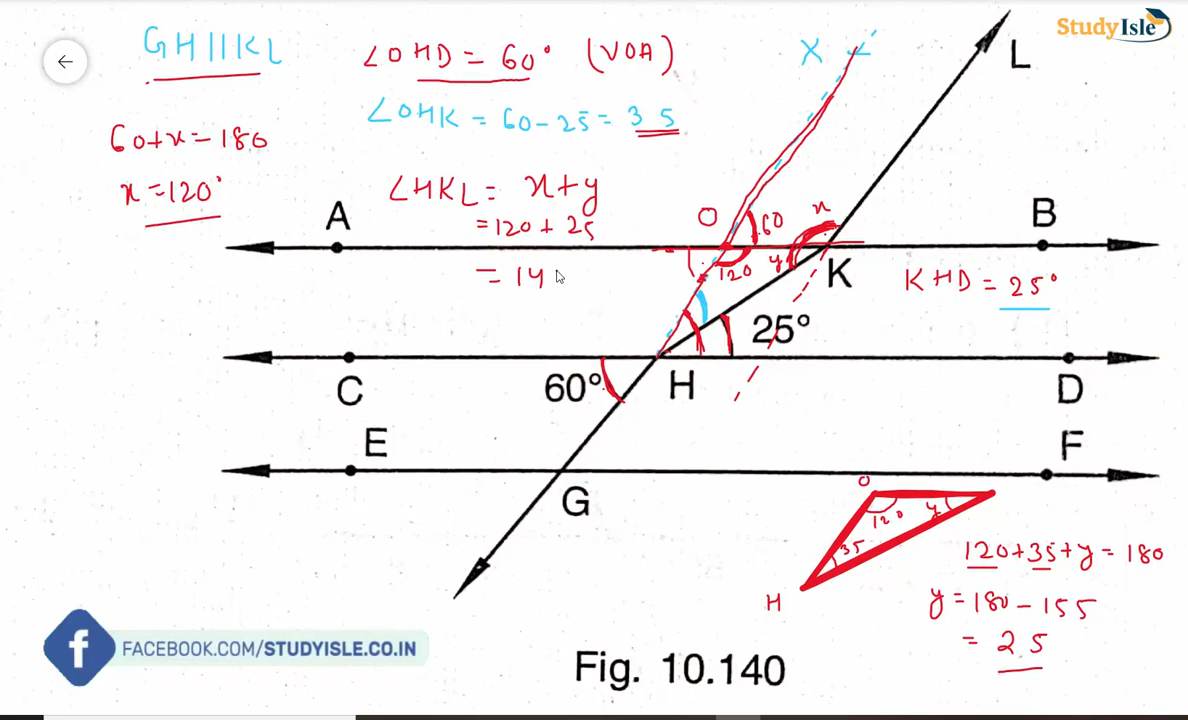 GH||KL
∠OHD = 60° (VOA)
X
L
StudyIsle
∠OHK = 60-25 = 35
60+x=180
x=120°
∠HKL = x+y
=120+25
= 14
A
O
60
x
B
120
y
K
KHD = 25°
25°
60°
C
H
D
E
F
G
O
120
y
35
H
120+35+y=180
y=180-155
= 25
FACEBOOK.COM/STUDYISLE.CO.IN
Fig. 10.140